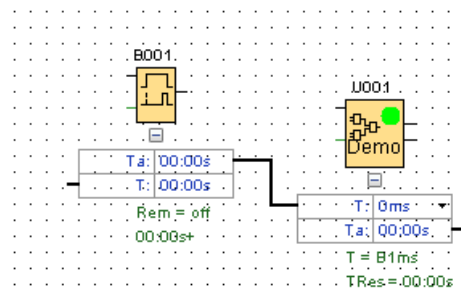 B001
Ta: 00:00s
T: 00:00s
Rem = off
00:00s+
U001
Demo
T: 0ms
Ta: 00:00s
T = 81ms
TRes=00:00s